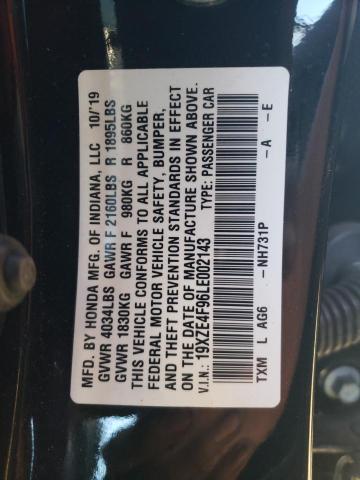 MFD. BY HONDA MFG. OF INDIANA, LLC 10/'19
GVWR 4034LBS GAWR F 2160LBS R 1895LBS
GVWR 1830KG GAWR F 980KG R 860KG
THIS VEHICLE CONFORMS TO ALL APPLICABLE
FEDERAL MOTOR VEHICLE SAFETY, BUMPER,
AND THEFT PREVENTION STANDARDS IN EFFECT
ON THE DATE OF MANUFACTURE SHOWN ABOVE.
V.I.N.: 19XZE4F96LE002143 TYPE: PASSENGER CAR
TXM L AG6 -NH731P -A -E